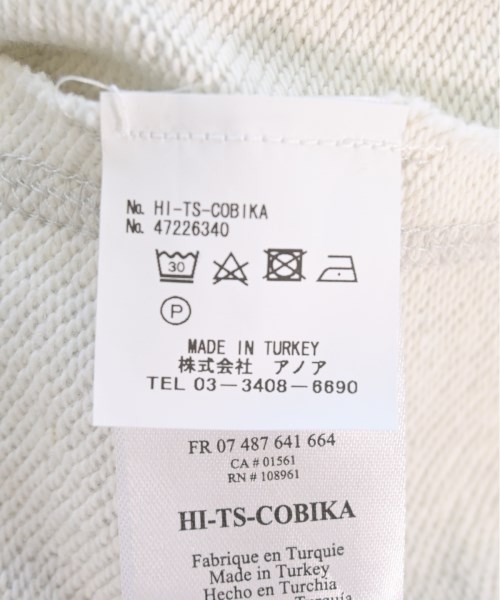 № HI-TS-COBIKA
№ 47226340
30
P
MADE IN TURKEY
株式会社 アノア
TEL 03-3408-6690
FR 07 487 641 664
CA # 01561
RN # 108961
HI-TS-COBIKA
Fabrique en Turquie
Made in Turkey
Hecho en Turchia
Turquía